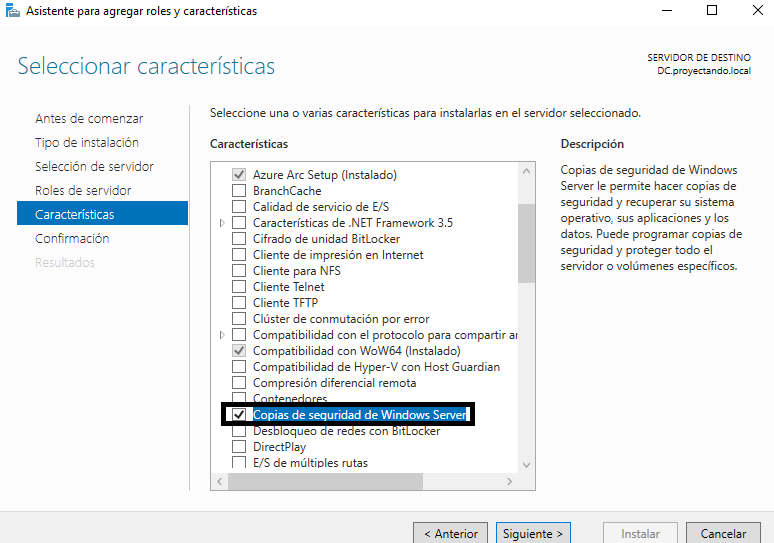 Asistente para agregar roles y características
Seleccionar características
SERVIDOR DE DESTINO
DC.proyectando.local
Antes de comenzar
Tipo de instalación
Selección de servidor
Roles de servidor
Características
Confirmación
Resultados
Seleccione una o varias características para instalarlas en el servidor seleccionado.
Características
Azure Arc Setup (Instalado)
BranchCache
Calidad de servicio de E/S
Características de .NET Framework 3.5
Cifrado de unidad BitLocker
Cliente de impresión en Internet
Cliente para NFS
Cliente Telnet
Cliente TFTP
Clúster de conmutación por error
Compatibilidad con el protocolo para compartir ar
Compatibilidad con WoW64 (Instalado)
Compatibilidad de Hyper-V con Host Guardian
Compresión diferencial remota
Contenedores
Copias de seguridad de Windows Server
Desbloqueo de redes con BitLocker
DirectPlay
E/S de múltiples rutas
Descripción
Copias de seguridad de Windows
Server le permite hacer copias de
seguridad y recuperar su sistema
operativo, sus aplicaciones y los
datos. Puede programar copias de
seguridad y proteger todo el
servidor o volúmenes específicos.
< Anterior
Siguiente >
Instalar
Cancelar